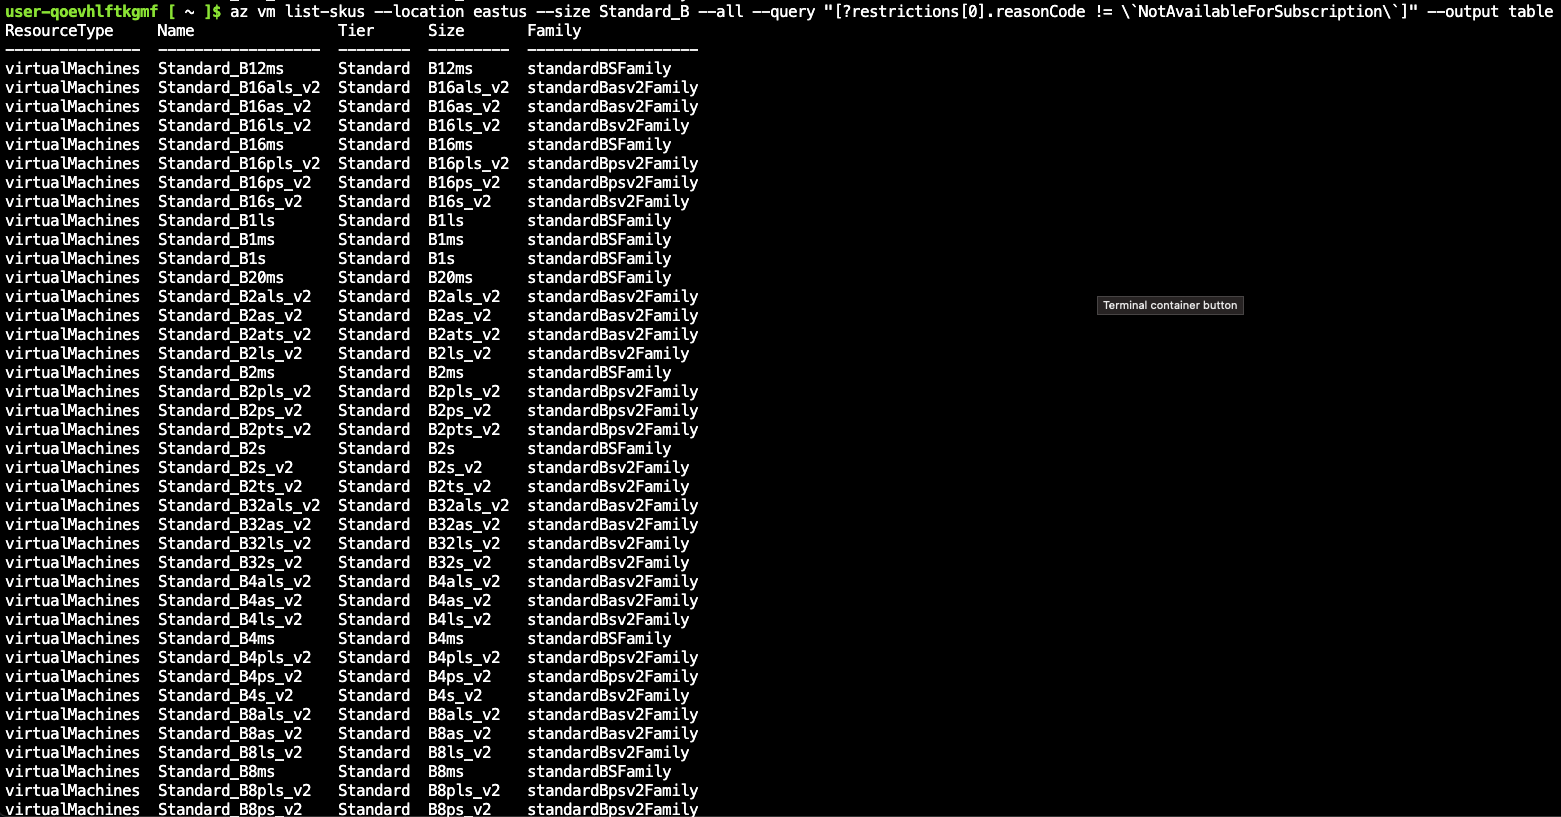 user-qoevhlftkgmf [ ~ ]$ az vm list-skus --location eastus --size Standard_B --all --query "[?restrictions[0].reasonCode != \`NotAvailableForSubscription\`]" --output table
ResourceType     Name                Tier      Size       Family
---------------  ------------------  --------  ---------  -------------------
virtualMachines  Standard_B12ms      Standard  B12ms      standardBSFamily
virtualMachines  Standard_B16als_v2  Standard  B16als_v2  standardBasv2Family
virtualMachines  Standard_B16as_v2   Standard  B16as_v2   standardBasv2Family
virtualMachines  Standard_B16ls_v2   Standard  B16ls_v2   standardBsv2Family
virtualMachines  Standard_B16ms      Standard  B16ms      standardBSFamily
virtualMachines  Standard_B16pls_v2  Standard  B16pls_v2  standardBpsv2Family
virtualMachines  Standard_B16ps_v2   Standard  B16ps_v2   standardBpsv2Family
virtualMachines  Standard_B16s_v2    Standard  B16s_v2    standardBsv2Family
virtualMachines  Standard_B1ls       Standard  B1ls       standardBSFamily
virtualMachines  Standard_B1ms       Standard  B1ms       standardBSFamily
virtualMachines  Standard_B1s        Standard  B1s        standardBSFamily
virtualMachines  Standard_B20ms      Standard  B20ms      standardBSFamily
virtualMachines  Standard_B2als_v2   Standard  B2als_v2   standardBasv2Family
Terminal container button
virtualMachines  Standard_B2as_v2    Standard  B2as_v2    standardBasv2Family
virtualMachines  Standard_B2ats_v2   Standard  B2ats_v2   standardBasv2Family
virtualMachines  Standard_B2ls_v2    Standard  B2ls_v2    standardBsv2Family
virtualMachines  Standard_B2ms       Standard  B2ms       standardBSFamily
virtualMachines  Standard_B2pls_v2   Standard  B2pls_v2   standardBpsv2Family
virtualMachines  Standard_B2ps_v2    Standard  B2ps_v2    standardBpsv2Family
virtualMachines  Standard_B2pts_v2   Standard  B2pts_v2   standardBpsv2Family
virtualMachines  Standard_B2s        Standard  B2s        standardBSFamily
virtualMachines  Standard_B2s_v2     Standard  B2s_v2     standardBsv2Family
virtualMachines  Standard_B2ts_v2    Standard  B2ts_v2    standardBsv2Family
virtualMachines  Standard_B32als_v2  Standard  B32als_v2  standardBasv2Family
virtualMachines  Standard_B32as_v2   Standard  B32as_v2   standardBasv2Family
virtualMachines  Standard_B32ls_v2   Standard  B32ls_v2   standardBsv2Family
virtualMachines  Standard_B32s_v2    Standard  B32s_v2    standardBsv2Family
virtualMachines  Standard_B4als_v2   Standard  B4als_v2   standardBasv2Family
virtualMachines  Standard_B4as_v2    Standard  B4as_v2    standardBasv2Family
virtualMachines  Standard_B4ls_v2    Standard  B4ls_v2    standardBsv2Family
virtualMachines  Standard_B4ms       Standard  B4ms       standardBSFamily
virtualMachines  Standard_B4pls_v2   Standard  B4pls_v2   standardBpsv2Family
virtualMachines  Standard_B4ps_v2    Standard  B4ps_v2    standardBpsv2Family
virtualMachines  Standard_B4s_v2     Standard  B4s_v2     standardBsv2Family
virtualMachines  Standard_B8als_v2   Standard  B8als_v2   standardBasv2Family
virtualMachines  Standard_B8as_v2    Standard  B8as_v2    standardBasv2Family
virtualMachines  Standard_B8ls_v2    Standard  B8ls_v2    standardBsv2Family
virtualMachines  Standard_B8ms       Standard  B8ms       standardBSFamily
virtualMachines  Standard_B8pls_v2   Standard  B8pls_v2   standardBpsv2Family
virtualMachines  Standard_B8ps_v2    Standard  B8ps_v2    standardBpsv2Family